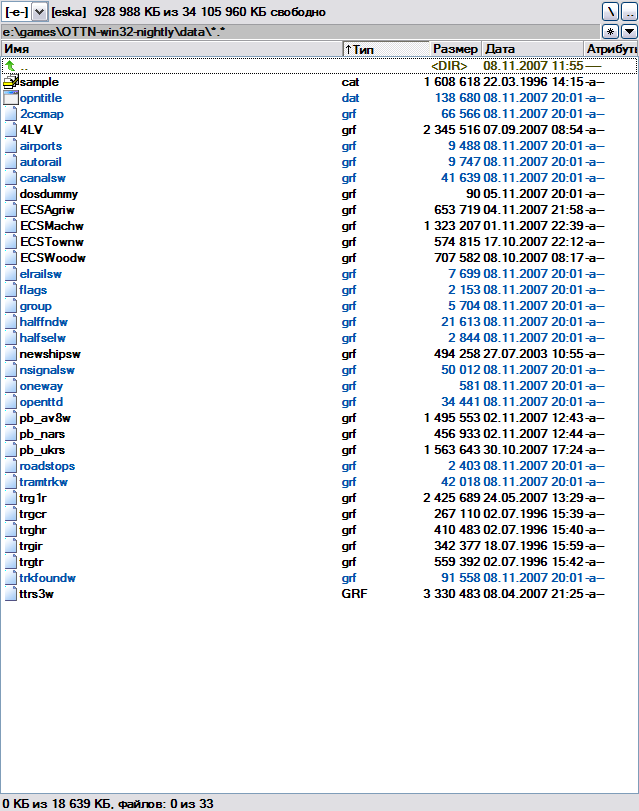 [-e-] [eska] 928 988 КБ из 34 105 960 КБ свободно \ ..
e:\games\OTTN-win32-nightly\data\*.* * ▼
Имя ↑Тип Размер Дата Атрибуть
.. <DIR> 08.11.2007 11:55 —
sample cat 1 608 618 22.03.1996 14:15 -a--
opntitle dat 138 680 08.11.2007 20:01 -a--
2ccmap grf 66 566 08.11.2007 20:01 -a--
4LV grf 2 345 516 07.09.2007 08:54 -a--
airports grf 9 488 08.11.2007 20:01 -a--
autorail grf 9 747 08.11.2007 20:01 -a--
canalsw grf 41 639 08.11.2007 20:01 -a--
dosdummy grf 90 05.11.2007 20:01 -a--
ECSAgriw grf 653 719 04.11.2007 21:58 -a--
ECSMachw grf 1 323 207 01.11.2007 22:39 -a--
ECSTownw grf 574 815 17.10.2007 22:12 -a--
ECSWoodw grf 707 582 08.10.2007 08:17 -a--
elrailsw grf 7 699 08.11.2007 20:01 -a--
flags grf 2 153 08.11.2007 20:01 -a--
group grf 5 704 08.11.2007 20:01 -a--
halffndw grf 21 613 08.11.2007 20:01 -a--
halfselw grf 2 844 08.11.2007 20:01 -a--
newshipsw grf 494 258 27.07.2003 10:55 -a--
nsignalsw grf 50 012 08.11.2007 20:01 -a--
oneway grf 581 08.11.2007 20:01 -a--
openttd grf 34 441 08.11.2007 20:01 -a--
pb_av8w grf 1 495 553 02.11.2007 12:43 -a--
pb_nars grf 456 933 02.11.2007 12:44 -a--
pb_ukrs grf 1 563 643 30.10.2007 17:24 -a--
roadstops grf 2 403 08.11.2007 20:01 -a--
tramtrkw grf 42 018 08.11.2007 20:01 -a--
trg1r grf 2 425 689 24.05.2007 13:29 -a--
trgcr grf 267 110 02.07.1996 15:39 -a--
trghr grf 410 483 02.07.1996 15:40 -a--
trgir grf 342 377 18.07.1996 15:59 -a--
trgtr grf 559 392 02.07.1996 15:42 -a--
trkfoundw grf 91 558 08.11.2007 20:01 -a--
ttrs3w GRF 3 330 483 08.04.2007 21:25 -a--
0 КБ из 18 639 КБ, файлов: 0 из 33